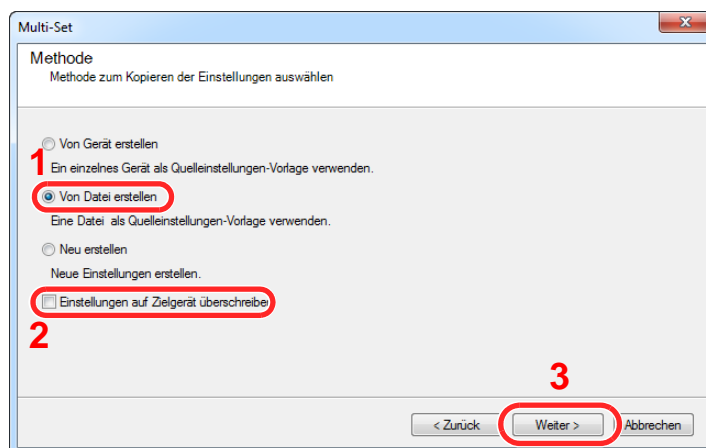 Multi-Set
Methode
Methode zum Kopieren der Einstellungen auswählen
Von Gerät erstellen
1
Ein einzelnes Gerät als Quelleinstellungen-Vorlage verwenden.
Von Datei erstellen
Eine Datei als Quelleinstellungen-Vorlage verwenden.
Neu erstellen
Neue Einstellungen erstellen.
Einstellungen auf Zielgerät überschreiben
2
3
< Zurück Weiter > Abbrechen